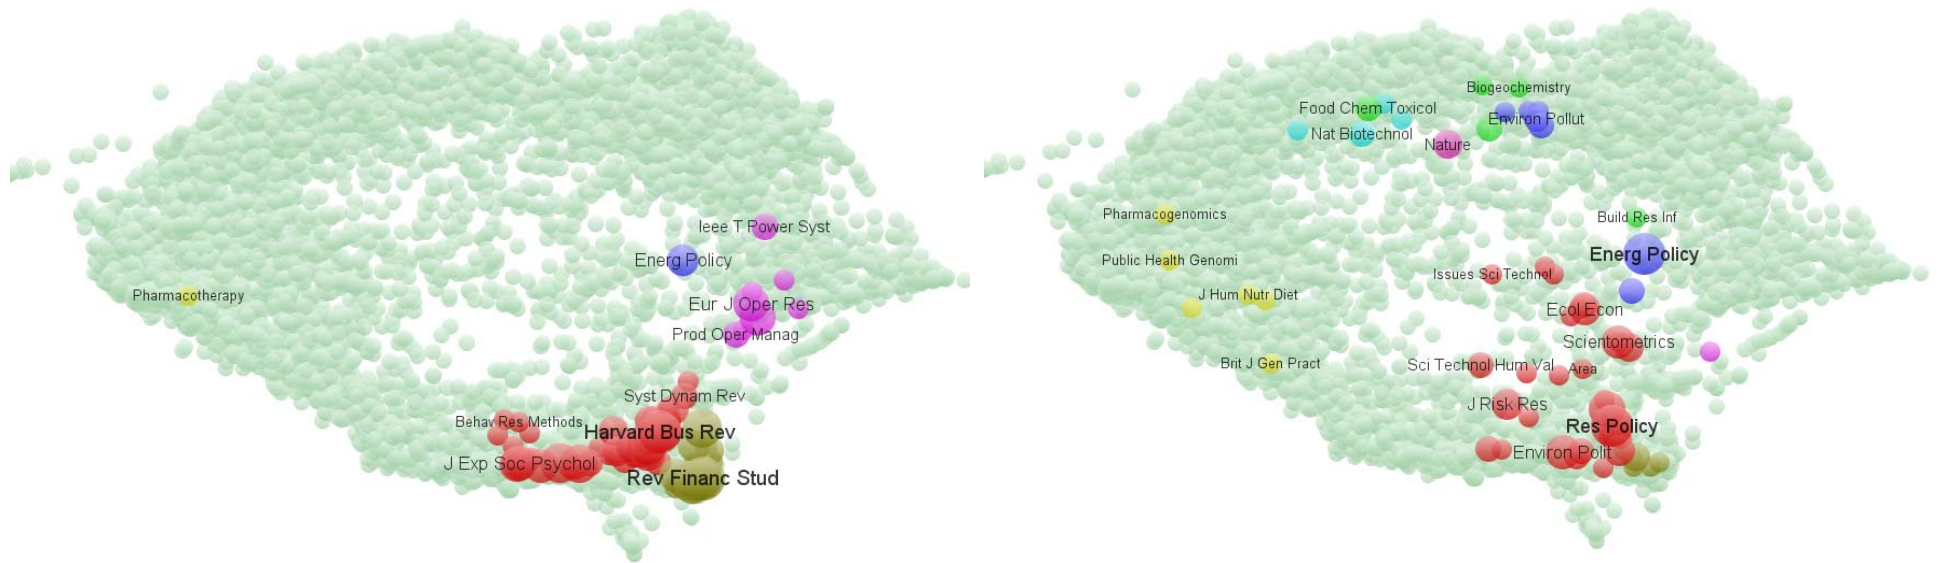 Ieee T Power Syst
Energ Policy
Pharmacotherapy
Eur J Oper Res
Prod Oper Manag
Syst Dynam Rev
Behav Res Methods
Harvard Bus Rev
J Exp Soc Psychol
Rev Financ Stud
Biogeochemistry
Food Chem Toxicol
Environ Pollut
Nat Biotechnol
Nature
Pharmacogenomics
Build Res Inf
Energ Policy
Public Health Genomi
Issues Sci Technol
J Hum Nutr Diet
Ecol Econ
Scientometrics
Brit J Gen Pract
Sci Technol Hum Val
Area
J Risk Res
Res Policy
Environ Polit